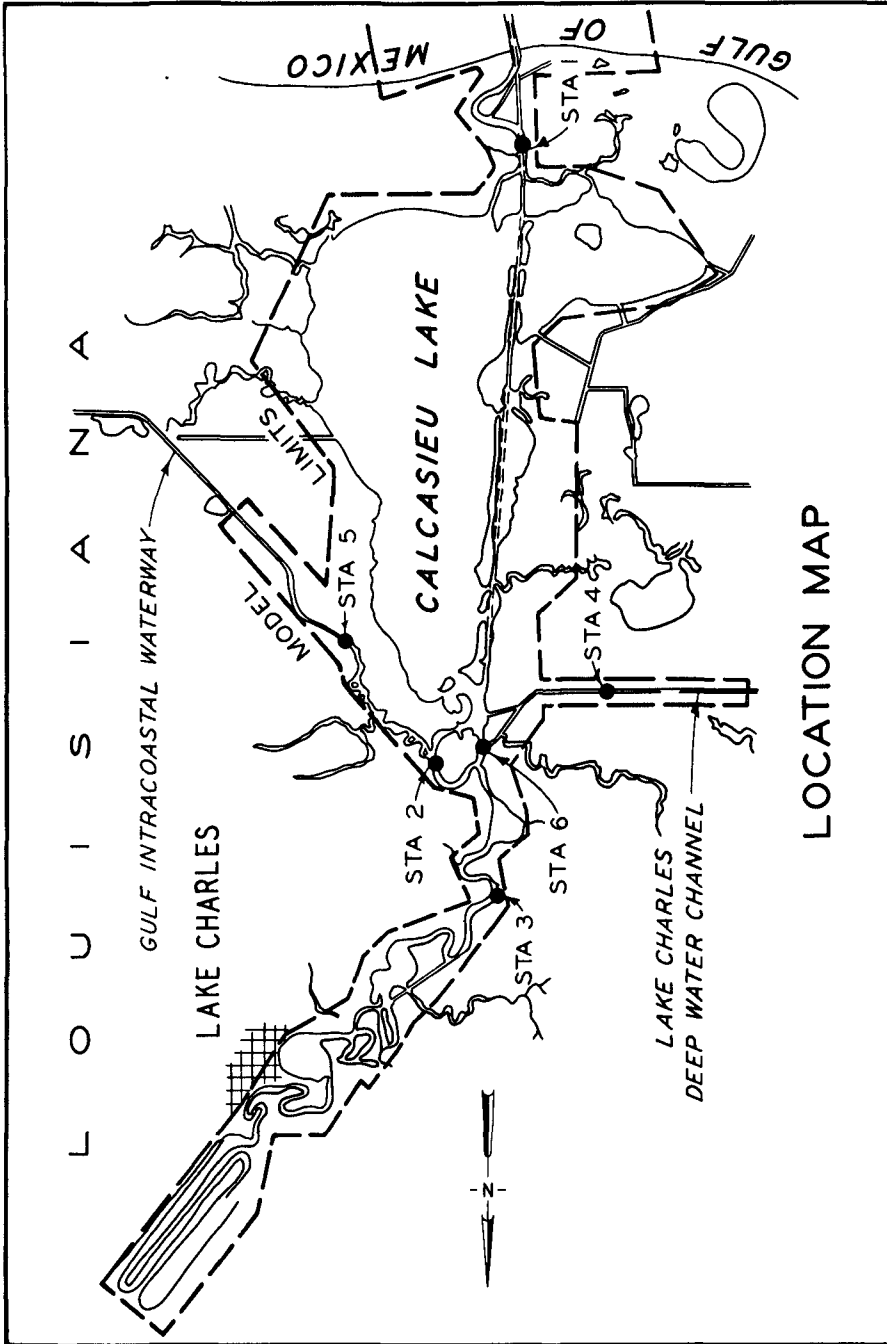 LOUISIANA
GULF INTRACOASTAL WATERWAY
LAKE CHARLES
MODEL
LIMITS
CALCASIEU LAKE
GULF OF MEXICO
STA 1
STA 2
STA 3
STA 4
STA 5
STA 6
LAKE CHARLES
DEEP WATER CHANNEL
-N-
LOCATION MAP